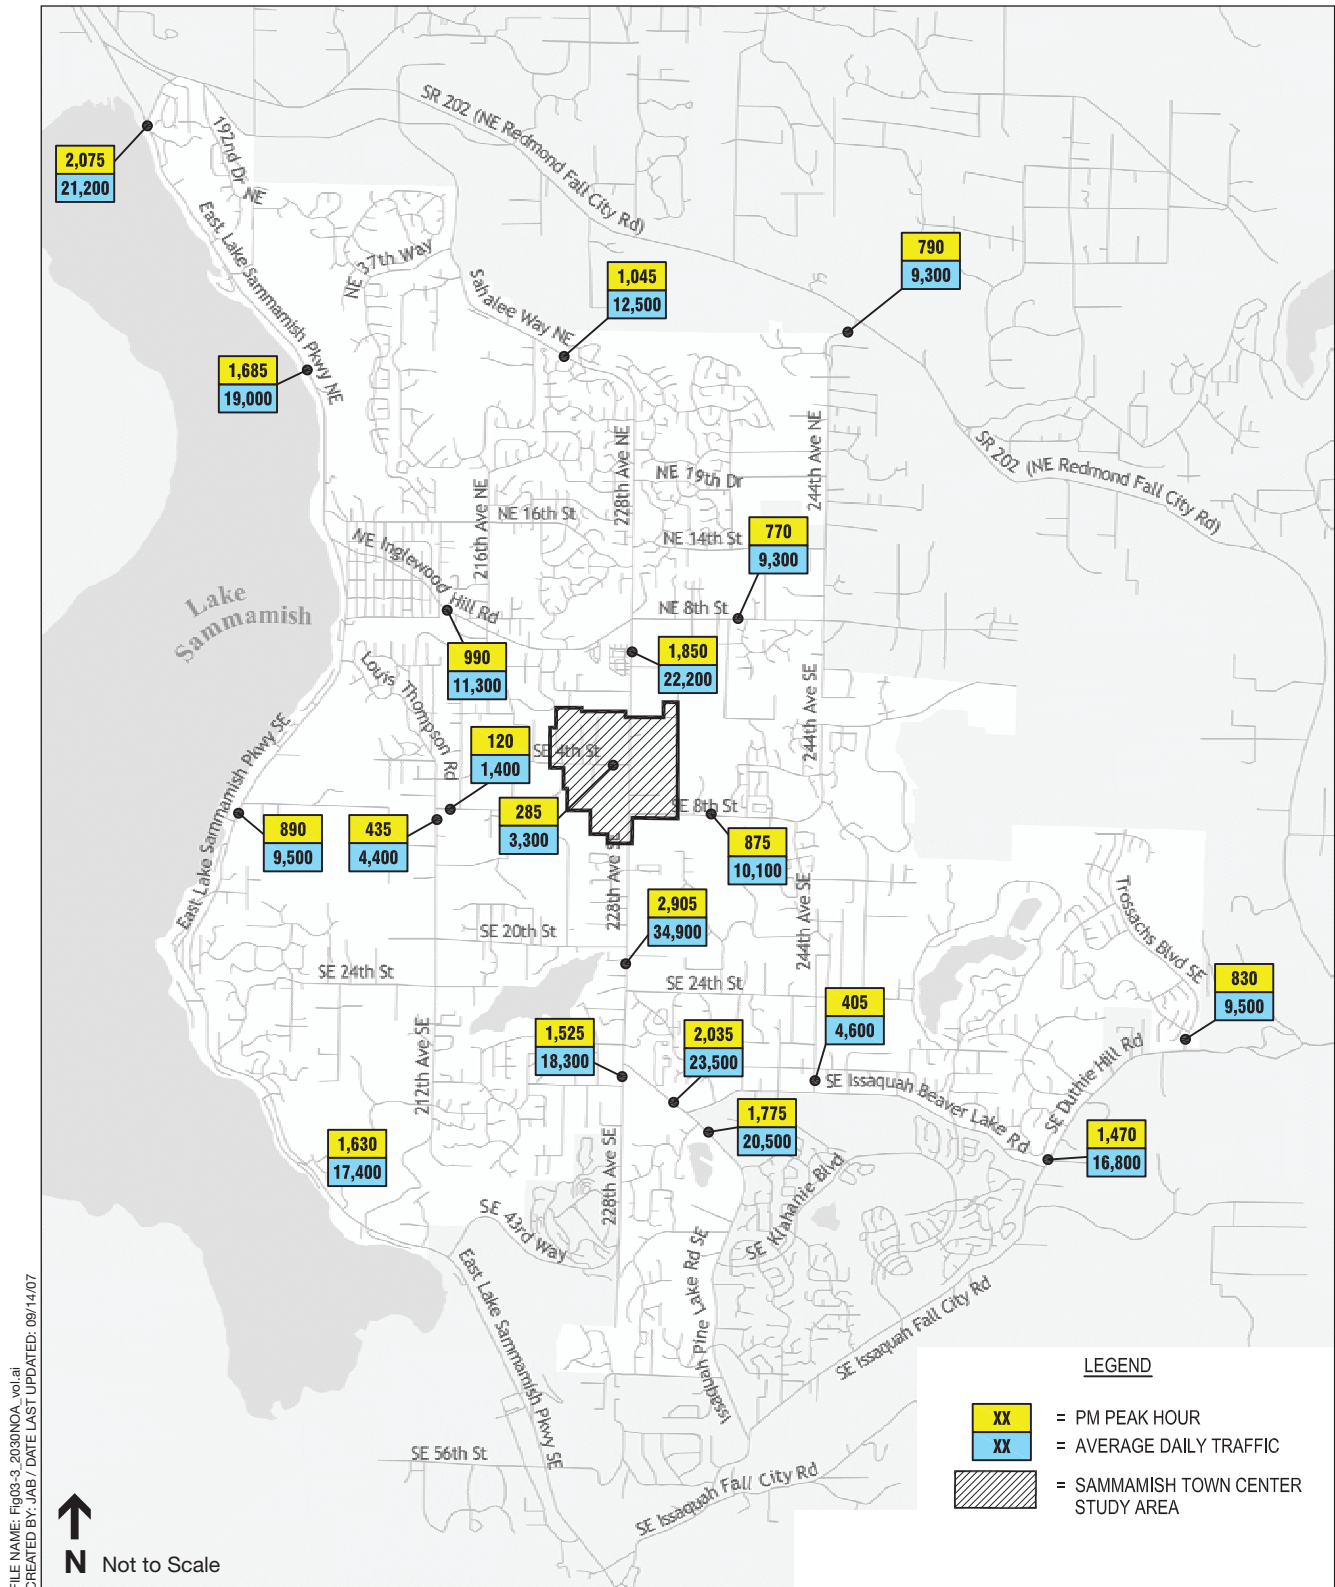 SR 202 (NE Redmond Fall City Rd)
192nd Dr NE
2,075
21,200
East Lake Sammamish Pkwy NE
NE 37th Way
Sahalee Way NE
1,045
12,500
790
9,300
1,685
19,000
228th Ave NE
244th Ave NE
SR 202 (NE Redmond Fall City Rd)
NE 19th Dr
216th Ave NE
NE 16th St
NE 14th St
770
9,300
NE Inglewood Hill Rd
Lake
Sammamish
NE 8th St
990
11,300
1,850
22,200
Louis Thompson Rd
244th Ave SE
East Lake Sammamish Pkwy SE
120
1,400
SE 4th St
285
3,300
SE 8th St
890
9,500
435
4,400
875
10,100
228th Ave SE
244th Ave SE
2,905
34,900
Trossachs Blvd SE
SE 20th St
SE 24th St
SE 24th St
830
9,500
405
4,600
1,525
18,300
2,035
23,500
212th Ave SE
SE Issaquah Beaver Lake Rd
SE Duthie Hill Rd
1,775
20,500
1,470
16,800
1,630
17,400
228th Ave SE
SE 43rd Way
SE Klahanie Blvd
Issaquah Pine Lake Rd SE
East Lake Sammamish Pkwy SE
SE Issaquah Fall City Rd
SE 56th St
SE Issaquah Fall City Rd
LEGEND
XX = PM PEAK HOUR
XX = AVERAGE DAILY TRAFFIC
= SAMMAMISH TOWN CENTER
STUDY AREA
N Not to Scale
FILE NAME: Fig03-3_2030NOA_vol.ai
CREATED BY: JAB / DATE LAST UPDATED: 09/14/07